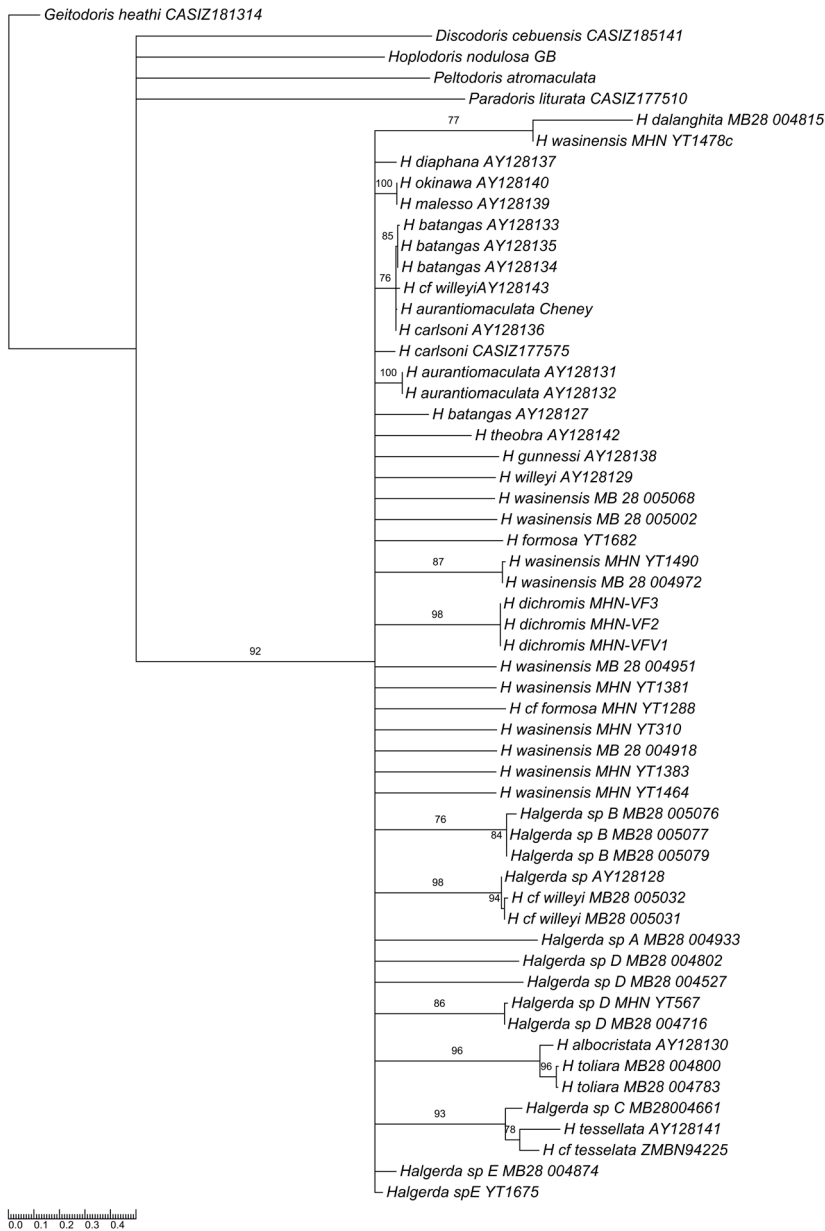 Geitodoris heathi CASIZ181314
Discodoris cebuensis CASIZ185141
Hoplodoris nodulosa GB
Peltodoris atromaculata
Paradoris liturata CASIZ177510
77
H dalanghita MB28 004815
H wasinensis MHN YT1478c
H diaphana AY128137
100
H okinawa AY128140
H malesso AY128139
H batangas AY128133
85
H batangas AY128135
H batangas AY128134
76
H cf willeyiAY128143
H aurantiomaculata Cheney
H carlsoni AY128136
H carlsoni CASIZ177575
100
H aurantiomaculata AY128131
H aurantiomaculata AY128132
H batangas AY128127
H theobra AY128142
H gunnessi AY128138
H willeyi AY128129
H wasinensis MB 28 005068
H wasinensis MB 28 005002
H formosa YT1682
87
H wasinensis MHN YT1490
H wasinensis MB 28 004972
H dichromis MHN-VF3
98
H dichromis MHN-VF2
H dichromis MHN-VFV1
92
H wasinensis MB 28 004951
H wasinensis MHN YT1381
H cf formosa MHN YT1288
H wasinensis MHN YT310
H wasinensis MB 28 004918
H wasinensis MHN YT1383
H wasinensis MHN YT1464
76
Halgerda sp B MB28 005076
84
Halgerda sp B MB28 005077
Halgerda sp B MB28 005079
98
Halgerda sp AY128128
94
H cf willeyi MB28 005032
H cf willeyi MB28 005031
Halgerda sp A MB28 004933
Halgerda sp D MB28 004802
Halgerda sp D MB28 004527
86
Halgerda sp D MHN YT567
Halgerda sp D MB28 004716
96
H albocristata AY128130
96
H toliara MB28 004800
H toliara MB28 004783
93
Halgerda sp C MB28004661
78
H tessellata AY128141
H cf tesselata ZMBN94225
Halgerda sp E MB28 004874
Halgerda spE YT1675
0.0 0.1 0.2 0.3 0.4